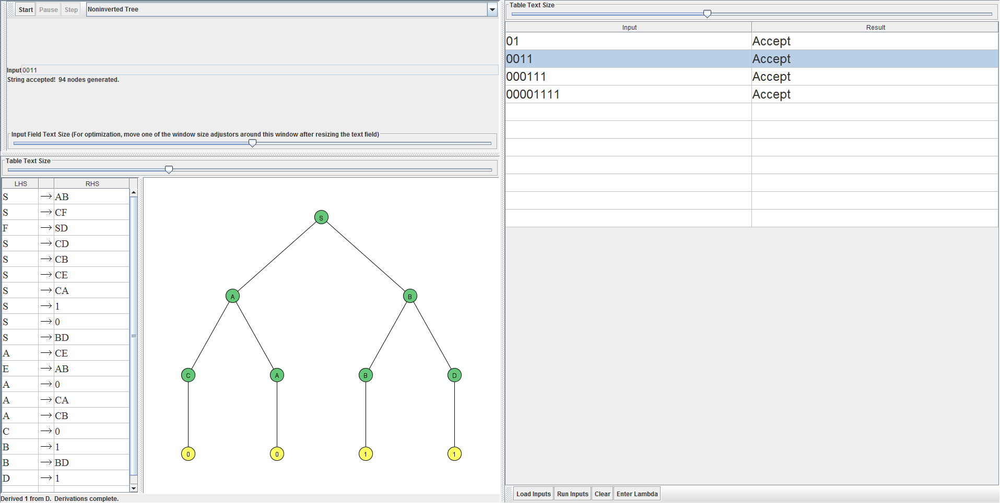 Start Pause Step Noninverted Tree
Input 0011
String accepted! 94 nodes generated.
Input Field Text Size (For optimization, move one of the window size adjustors around this window after resizing the text field)
Table Text Size
LHS RHS
S → AB
S → CF
F → SD
S → CD
S → CB
S → CE
S → CA
S → 1
S → 0
S → BD
A → CE
E → AB
A → 0
A → CA
A → CB
C → 0
B → 1
B → BD
D → 1
S
A B
C A B D
0 0 1 1
Derived 1 from D. Derivations complete.
Table Text Size
Input Result
01 Accept
0011 Accept
000111 Accept
00001111 Accept
Load Inputs Run Inputs Clear Enter Lambda